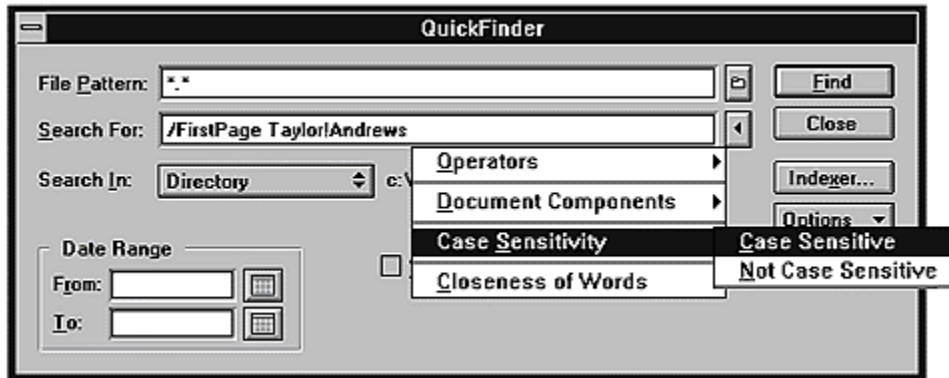 QuickFinder
File Pattern: *.* Find
Search For: /FirstPage Taylor!Andrews Close
Search In: Directory c:\ Indexer...
Operators
Document Components Options
Case Sensitivity Case Sensitive
Not Case Sensitive
Closeness of Words
Date Range
From:
To: